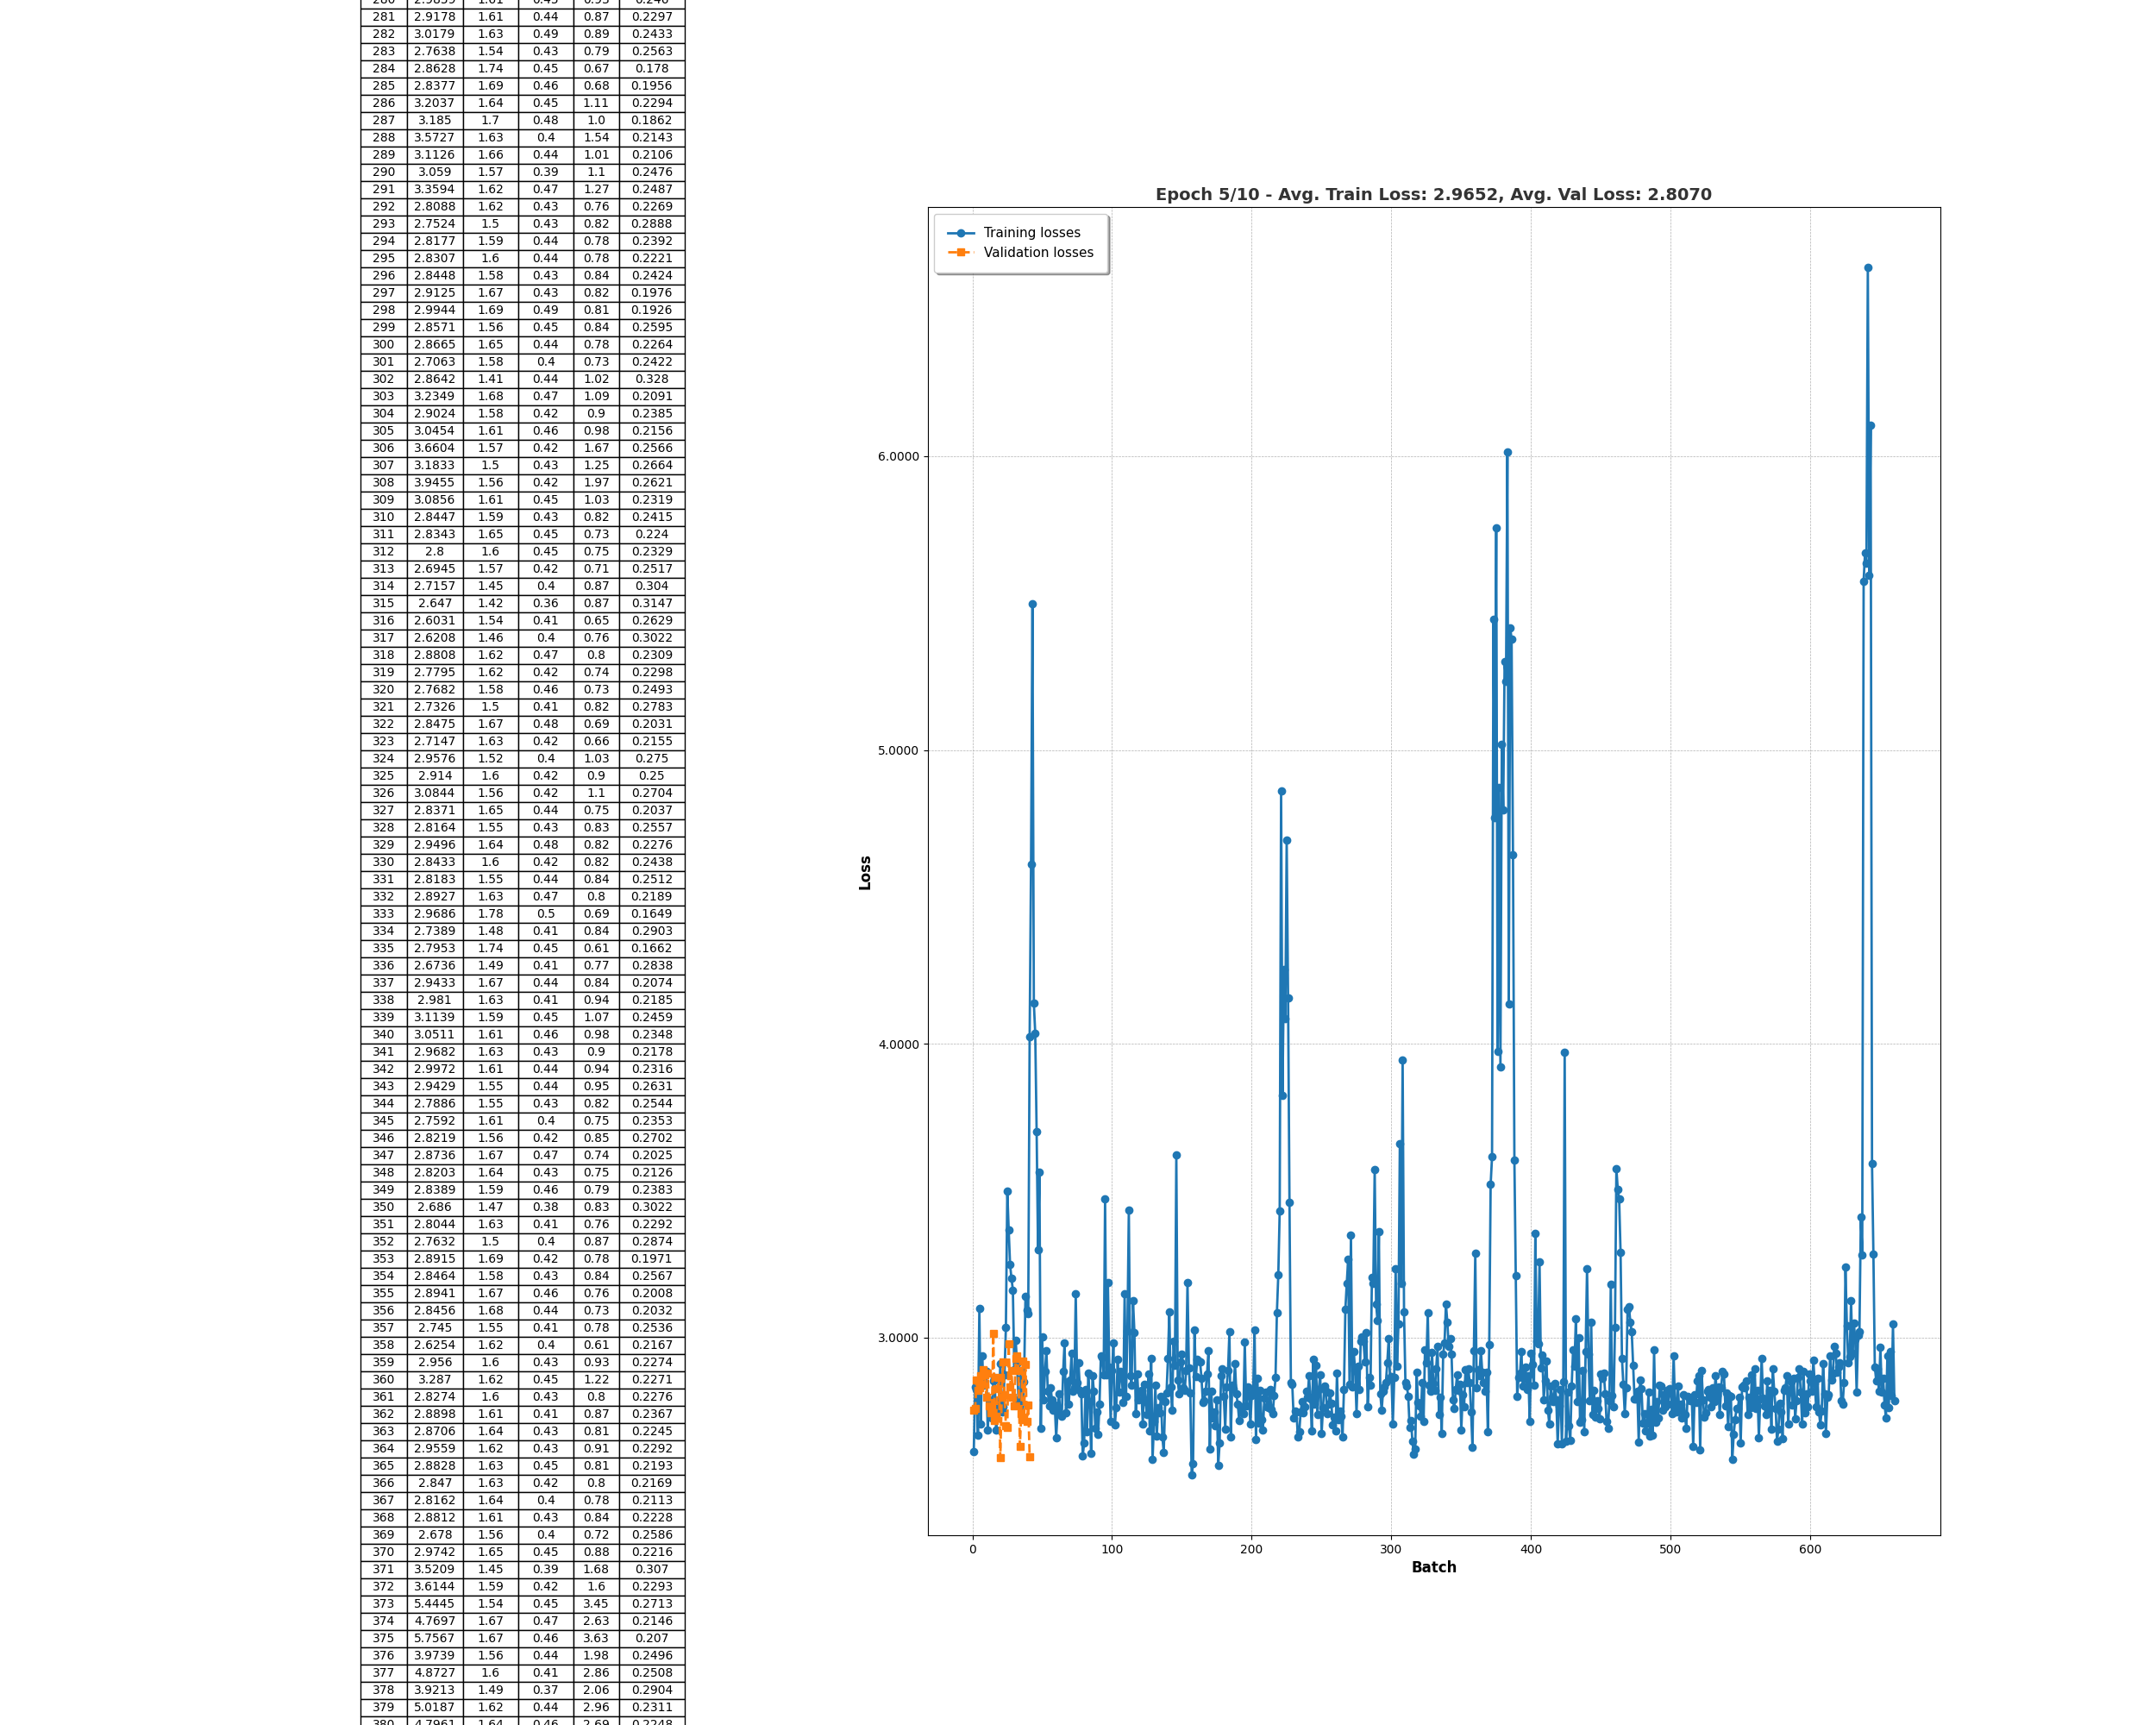 281 2.9178 1.61 0.44 0.87 0.2297
282 3.0179 1.63 0.49 0.89 0.2433
283 2.7638 1.54 0.43 0.79 0.2563
284 2.8628 1.74 0.45 0.67 0.178
285 2.8377 1.69 0.46 0.68 0.1956
286 3.2037 1.64 0.45 1.11 0.2294
287 3.185 1.7 0.48 1.0 0.1862
288 3.5727 1.63 0.4 1.54 0.2143
289 3.1126 1.66 0.44 1.01 0.2106
290 3.059 1.57 0.39 1.1 0.2476
291 3.3594 1.62 0.47 1.27 0.2487
292 2.8088 1.62 0.43 0.76 0.2269
293 2.7524 1.5 0.43 0.82 0.2888
294 2.8177 1.59 0.44 0.78 0.2392
295 2.8307 1.6 0.44 0.78 0.2221
296 2.8448 1.58 0.43 0.84 0.2424
297 2.9125 1.67 0.43 0.82 0.1976
298 2.9944 1.69 0.49 0.81 0.1926
299 2.8571 1.56 0.45 0.84 0.2595
300 2.8665 1.65 0.44 0.78 0.2264
301 2.7063 1.58 0.4 0.73 0.2422
302 2.8642 1.41 0.44 1.02 0.328
303 3.2349 1.68 0.47 1.09 0.2091
304 2.9024 1.58 0.42 0.9 0.2385
305 3.0454 1.61 0.46 0.98 0.2156
306 3.6604 1.57 0.42 1.67 0.2566
307 3.1833 1.5 0.43 1.25 0.2664
308 3.9455 1.56 0.42 1.97 0.2621
309 3.0856 1.61 0.45 1.03 0.2319
310 2.8447 1.59 0.43 0.82 0.2415
311 2.8343 1.65 0.45 0.73 0.224
312 2.8 1.6 0.45 0.75 0.2329
313 2.6945 1.57 0.42 0.71 0.2517
314 2.7157 1.45 0.4 0.87 0.304
315 2.647 1.42 0.36 0.87 0.3147
316 2.6031 1.54 0.41 0.65 0.2629
317 2.6208 1.46 0.4 0.76 0.3022
318 2.8808 1.62 0.47 0.8 0.2309
319 2.7795 1.62 0.42 0.74 0.2298
320 2.7682 1.58 0.46 0.73 0.2493
321 2.7326 1.5 0.41 0.82 0.2783
322 2.8475 1.67 0.48 0.69 0.2031
323 2.7147 1.63 0.42 0.66 0.2155
324 2.9576 1.52 0.4 1.03 0.275
325 2.914 1.6 0.42 0.9 0.25
326 3.0844 1.56 0.42 1.1 0.2704
327 2.8371 1.65 0.44 0.75 0.2037
328 2.8164 1.55 0.43 0.83 0.2557
329 2.9496 1.64 0.48 0.82 0.2276
330 2.8433 1.6 0.42 0.82 0.2438
331 2.8183 1.55 0.44 0.84 0.2512
332 2.8927 1.63 0.47 0.8 0.2189
333 2.9686 1.78 0.5 0.69 0.1649
334 2.7389 1.48 0.41 0.84 0.2903
335 2.7953 1.74 0.45 0.61 0.1662
336 2.6736 1.49 0.41 0.77 0.2838
337 2.9433 1.67 0.44 0.84 0.2074
338 2.981 1.63 0.41 0.94 0.2185
339 3.1139 1.59 0.45 1.07 0.2459
340 3.0511 1.61 0.46 0.98 0.2348
341 2.9682 1.63 0.43 0.9 0.2178
342 2.9972 1.61 0.44 0.94 0.2316
343 2.9429 1.55 0.44 0.95 0.2631
344 2.7886 1.55 0.43 0.82 0.2544
345 2.7592 1.61 0.4 0.75 0.2353
346 2.8219 1.56 0.42 0.85 0.2702
347 2.8736 1.67 0.47 0.74 0.2025
348 2.8203 1.64 0.43 0.75 0.2126
349 2.8389 1.59 0.46 0.79 0.2383
350 2.686 1.47 0.38 0.83 0.3022
351 2.8044 1.63 0.41 0.76 0.2292
352 2.7632 1.5 0.4 0.87 0.2874
353 2.8915 1.69 0.42 0.78 0.1971
354 2.8464 1.58 0.43 0.84 0.2567
355 2.8941 1.67 0.46 0.76 0.2008
356 2.8456 1.68 0.44 0.73 0.2032
357 2.745 1.55 0.41 0.78 0.2536
358 2.6254 1.62 0.4 0.61 0.2167
359 2.956 1.6 0.43 0.93 0.2274
360 3.287 1.62 0.45 1.22 0.2271
361 2.8274 1.6 0.43 0.8 0.2276
362 2.8898 1.61 0.41 0.87 0.2367
363 2.8706 1.64 0.43 0.81 0.2245
364 2.9559 1.62 0.43 0.91 0.2292
365 2.8828 1.63 0.45 0.81 0.2193
366 2.847 1.63 0.42 0.8 0.2169
367 2.8162 1.64 0.4 0.78 0.2113
368 2.8812 1.61 0.43 0.84 0.2228
369 2.678 1.56 0.4 0.72 0.2586
370 2.9742 1.65 0.45 0.88 0.2216
371 3.5209 1.45 0.39 1.68 0.307
372 3.6144 1.59 0.42 1.6 0.2293
373 5.4445 1.54 0.45 3.45 0.2713
374 4.7697 1.67 0.47 2.63 0.2146
375 5.7567 1.67 0.46 3.63 0.207
376 3.9739 1.56 0.44 1.98 0.2496
377 4.8727 1.6 0.41 2.86 0.2508
378 3.9213 1.49 0.37 2.06 0.2904
379 5.0187 1.62 0.44 2.96 0.2311
380 4.7961 1.64 0.46 2.69 0.2248
Epoch 5/10 - Avg. Train Loss: 2.9652, Avg. Val Loss: 2.8070
Training losses
Validation losses
6.0000
5.0000
4.0000
3.0000
Loss
0 100 200 300 400 500 600
Batch